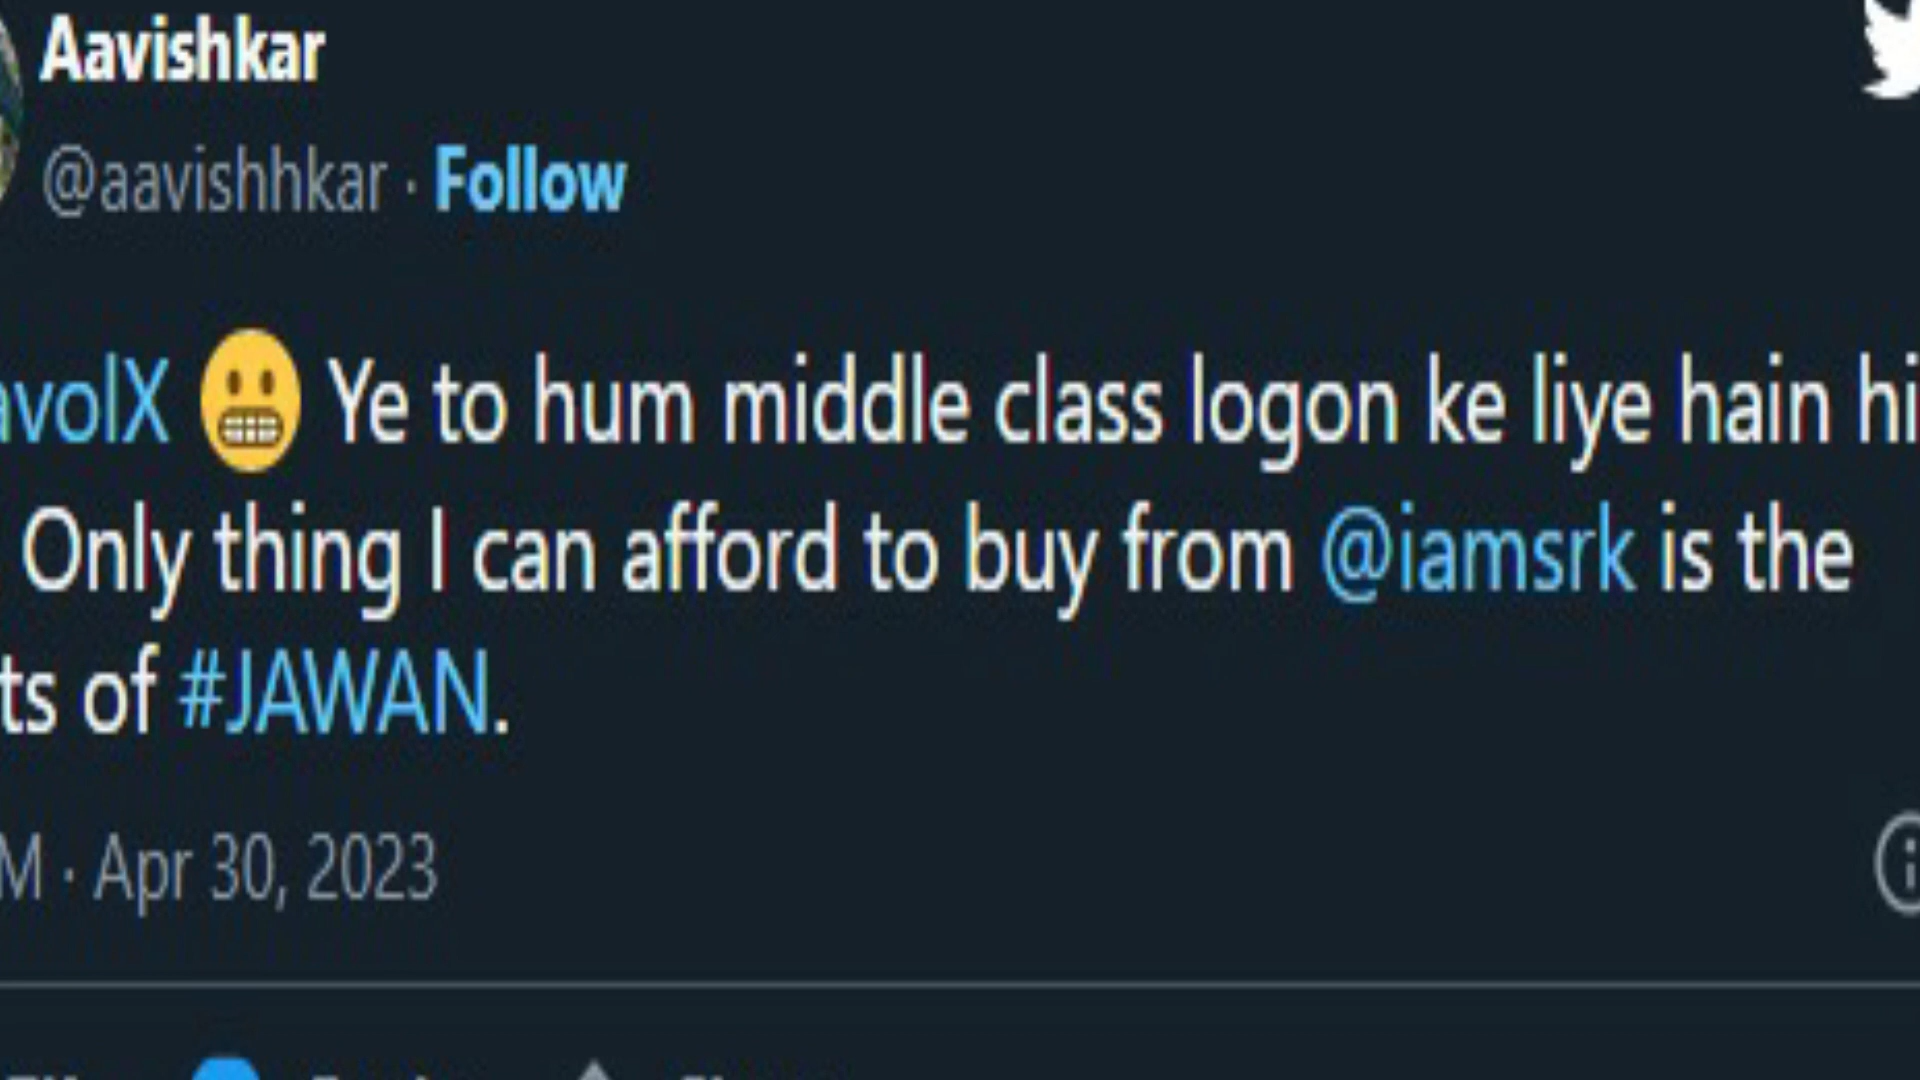 Aavishkar
@aavishhkar · Follow
avolX 😬 Ye to hum middle class logon ke liye hain hi
Only thing I can afford to buy from @iamsrk is the
ts of #JAWAN.
M · Apr 30, 2023